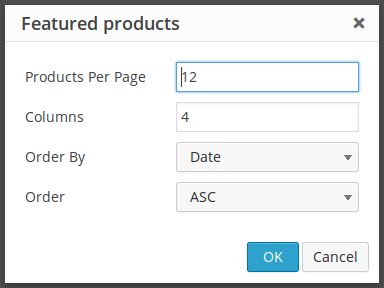 Featured products ×
Products Per Page 12
Columns 4
Order By Date
Order ASC
OK Cancel